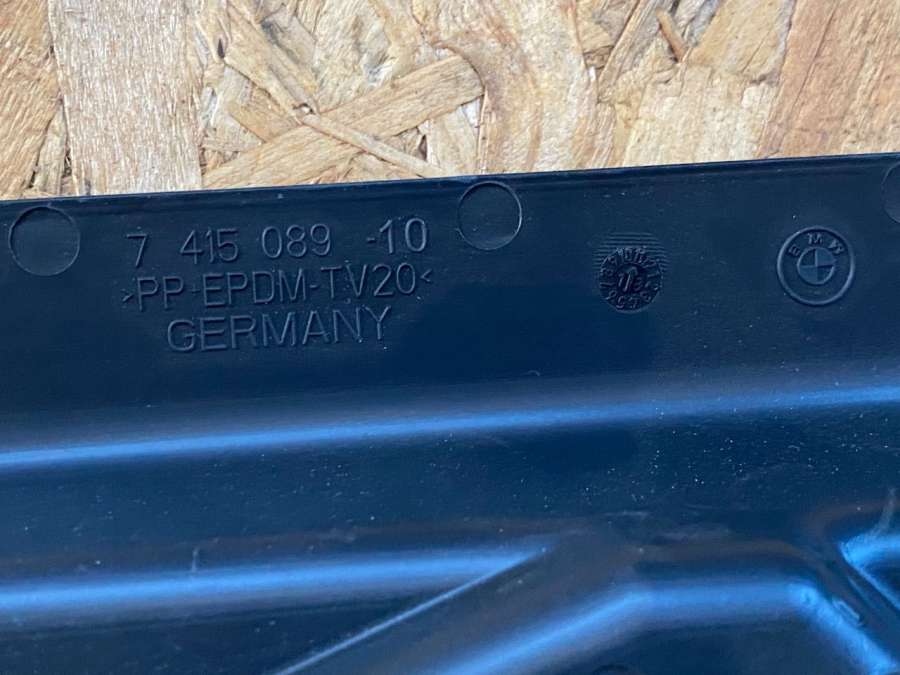 7 415 089 -10
>PP+EPDM-TV20<
GERMANY
BMW